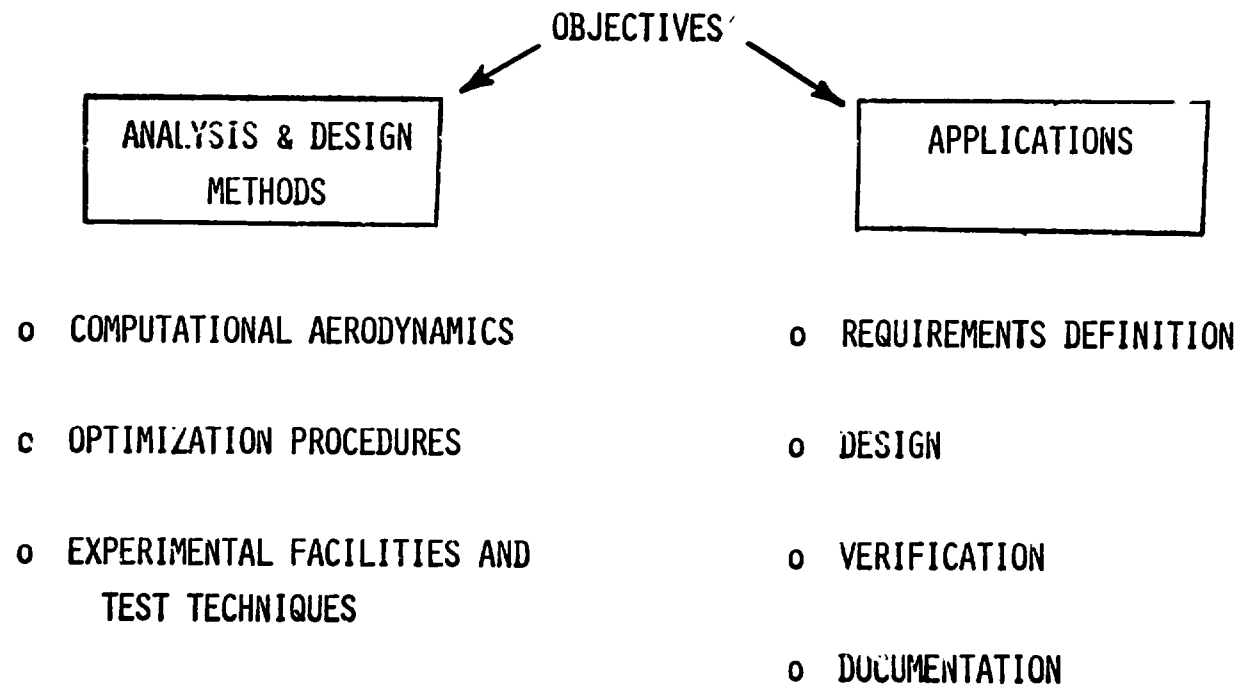 OBJECTIVES
ANALYSIS & DESIGN
METHODS
APPLICATIONS
o COMPUTATIONAL AERODYNAMICS
o OPTIMIZATION PROCEDURES
o EXPERIMENTAL FACILITIES AND
TEST TECHNIQUES
o REQUIREMENTS DEFINITION
o DESIGN
o VERIFICATION
o DOCUMENTATION